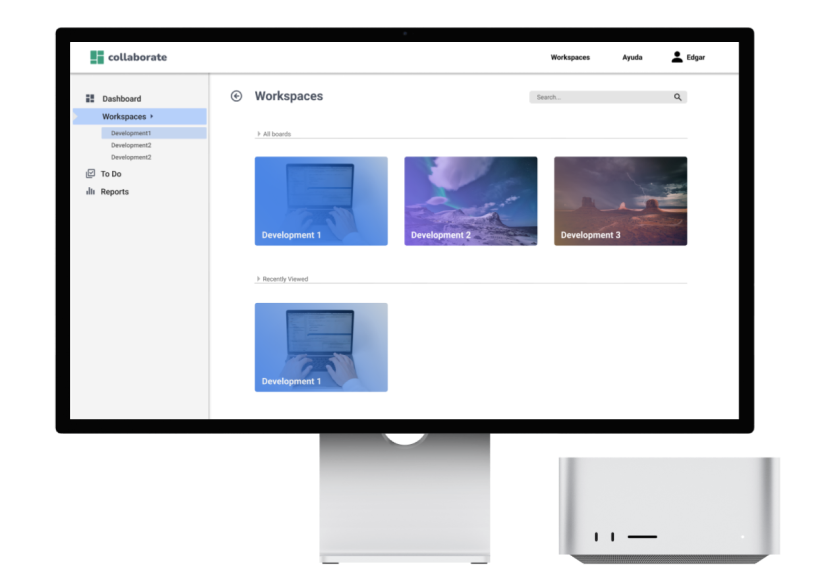 collaborate
Workspaces Ayuda Edgar
Dashboard
Workspaces
Development1
Development2
Development2
To Do
Reports
Workspaces
Search...
All boards
Development 1
Development 2
Development 3
Recently Viewed
Development 1